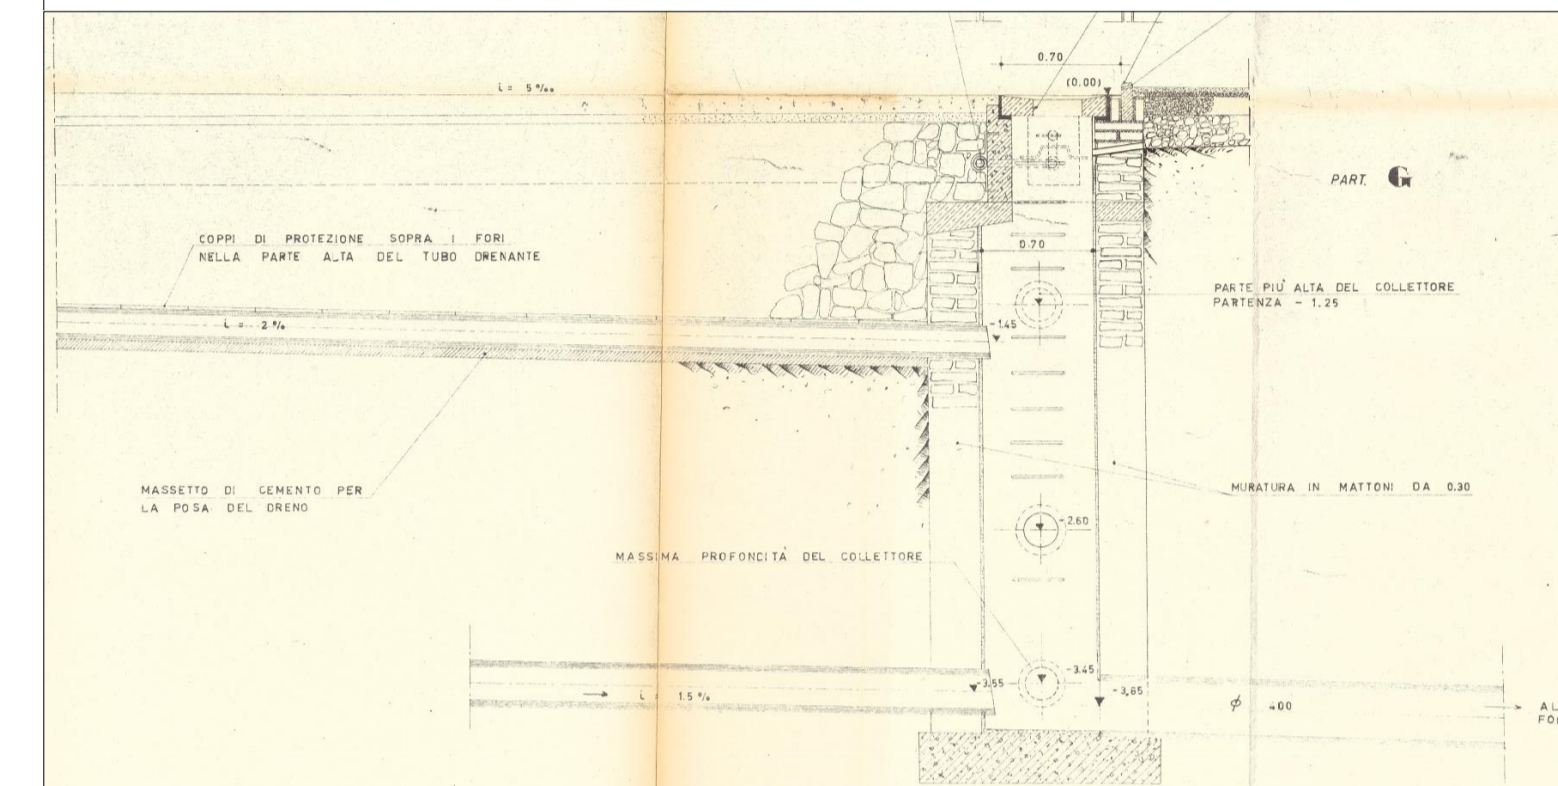 0.70
(0.00)
i = 5 ‰
PART. G
COPPI DI PROTEZIONE SOPRA I FORI
NELLA PARTE ALTA DEL TUBO DRENANTE
0.70
PARTE PIÙ ALTA DEL COLLETTORE
PARTENZA - 1.25
i = 2 %
-1.45
MASSETTO DI CEMENTO PER
LA POSA DEL DRENO
MURATURA IN MATTONI DA 0.30
-2.60
MASSIMA PROFONCITÀ DEL COLLETTORE
-3.45
-3.55
-3.65
i = 1.5 %
ϕ 400
AL